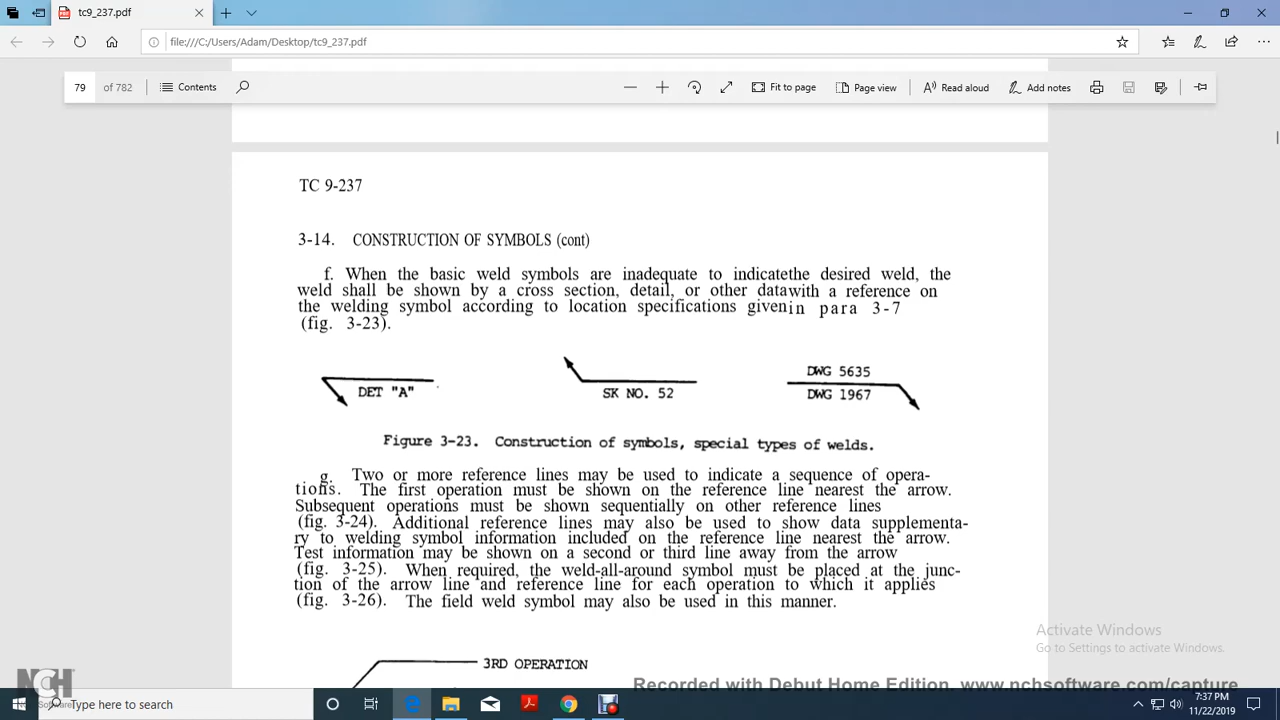 tc9_237.pdf
file:///C:/Users/Adam/Desktop/tc9_237.pdf
79 of 782 Contents Fit to page Page view Read aloud Add notes
TC 9-237
3-14. CONSTRUCTION OF SYMBOLS (cont)
f. When the basic weld symbols are inadequate to indicatethe desired weld, the
weld shall be shown by a cross section, detail, or other datawith a reference on
the welding symbol according to location specifications givenin para 3-7
(fig. 3-23).
DET "A"
SK NO. 52
DWG 5635
DWG 1967
Figure 3-23. Construction of symbols, special types of welds.
g. Two or more reference lines may be used to indicate a sequence of opera-
tions. The first operation must be shown on the reference line nearest the arrow.
Subsequent operations must be shown sequentially on other reference lines
(fig. 3-24). Additional reference lines may also be used to show data supplementa-
ry to welding symbol information included on the reference line nearest the arrow.
Test information may be shown on a second or third line away from the arrow
(fig. 3-25). When required, the weld-all-around symbol must be placed at the junc-
tion of the arrow line and reference line for each operation to which it applies
(fig. 3-26). The field weld symbol may also be used in this manner.
3RD OPERATION
Activate Windows
Go to Settings to activate Windows.
NCH
Software
Recorded with Debut Home Edition. www.nchsoftware.com/capture
Type here to search
7:37 PM
11/22/2019